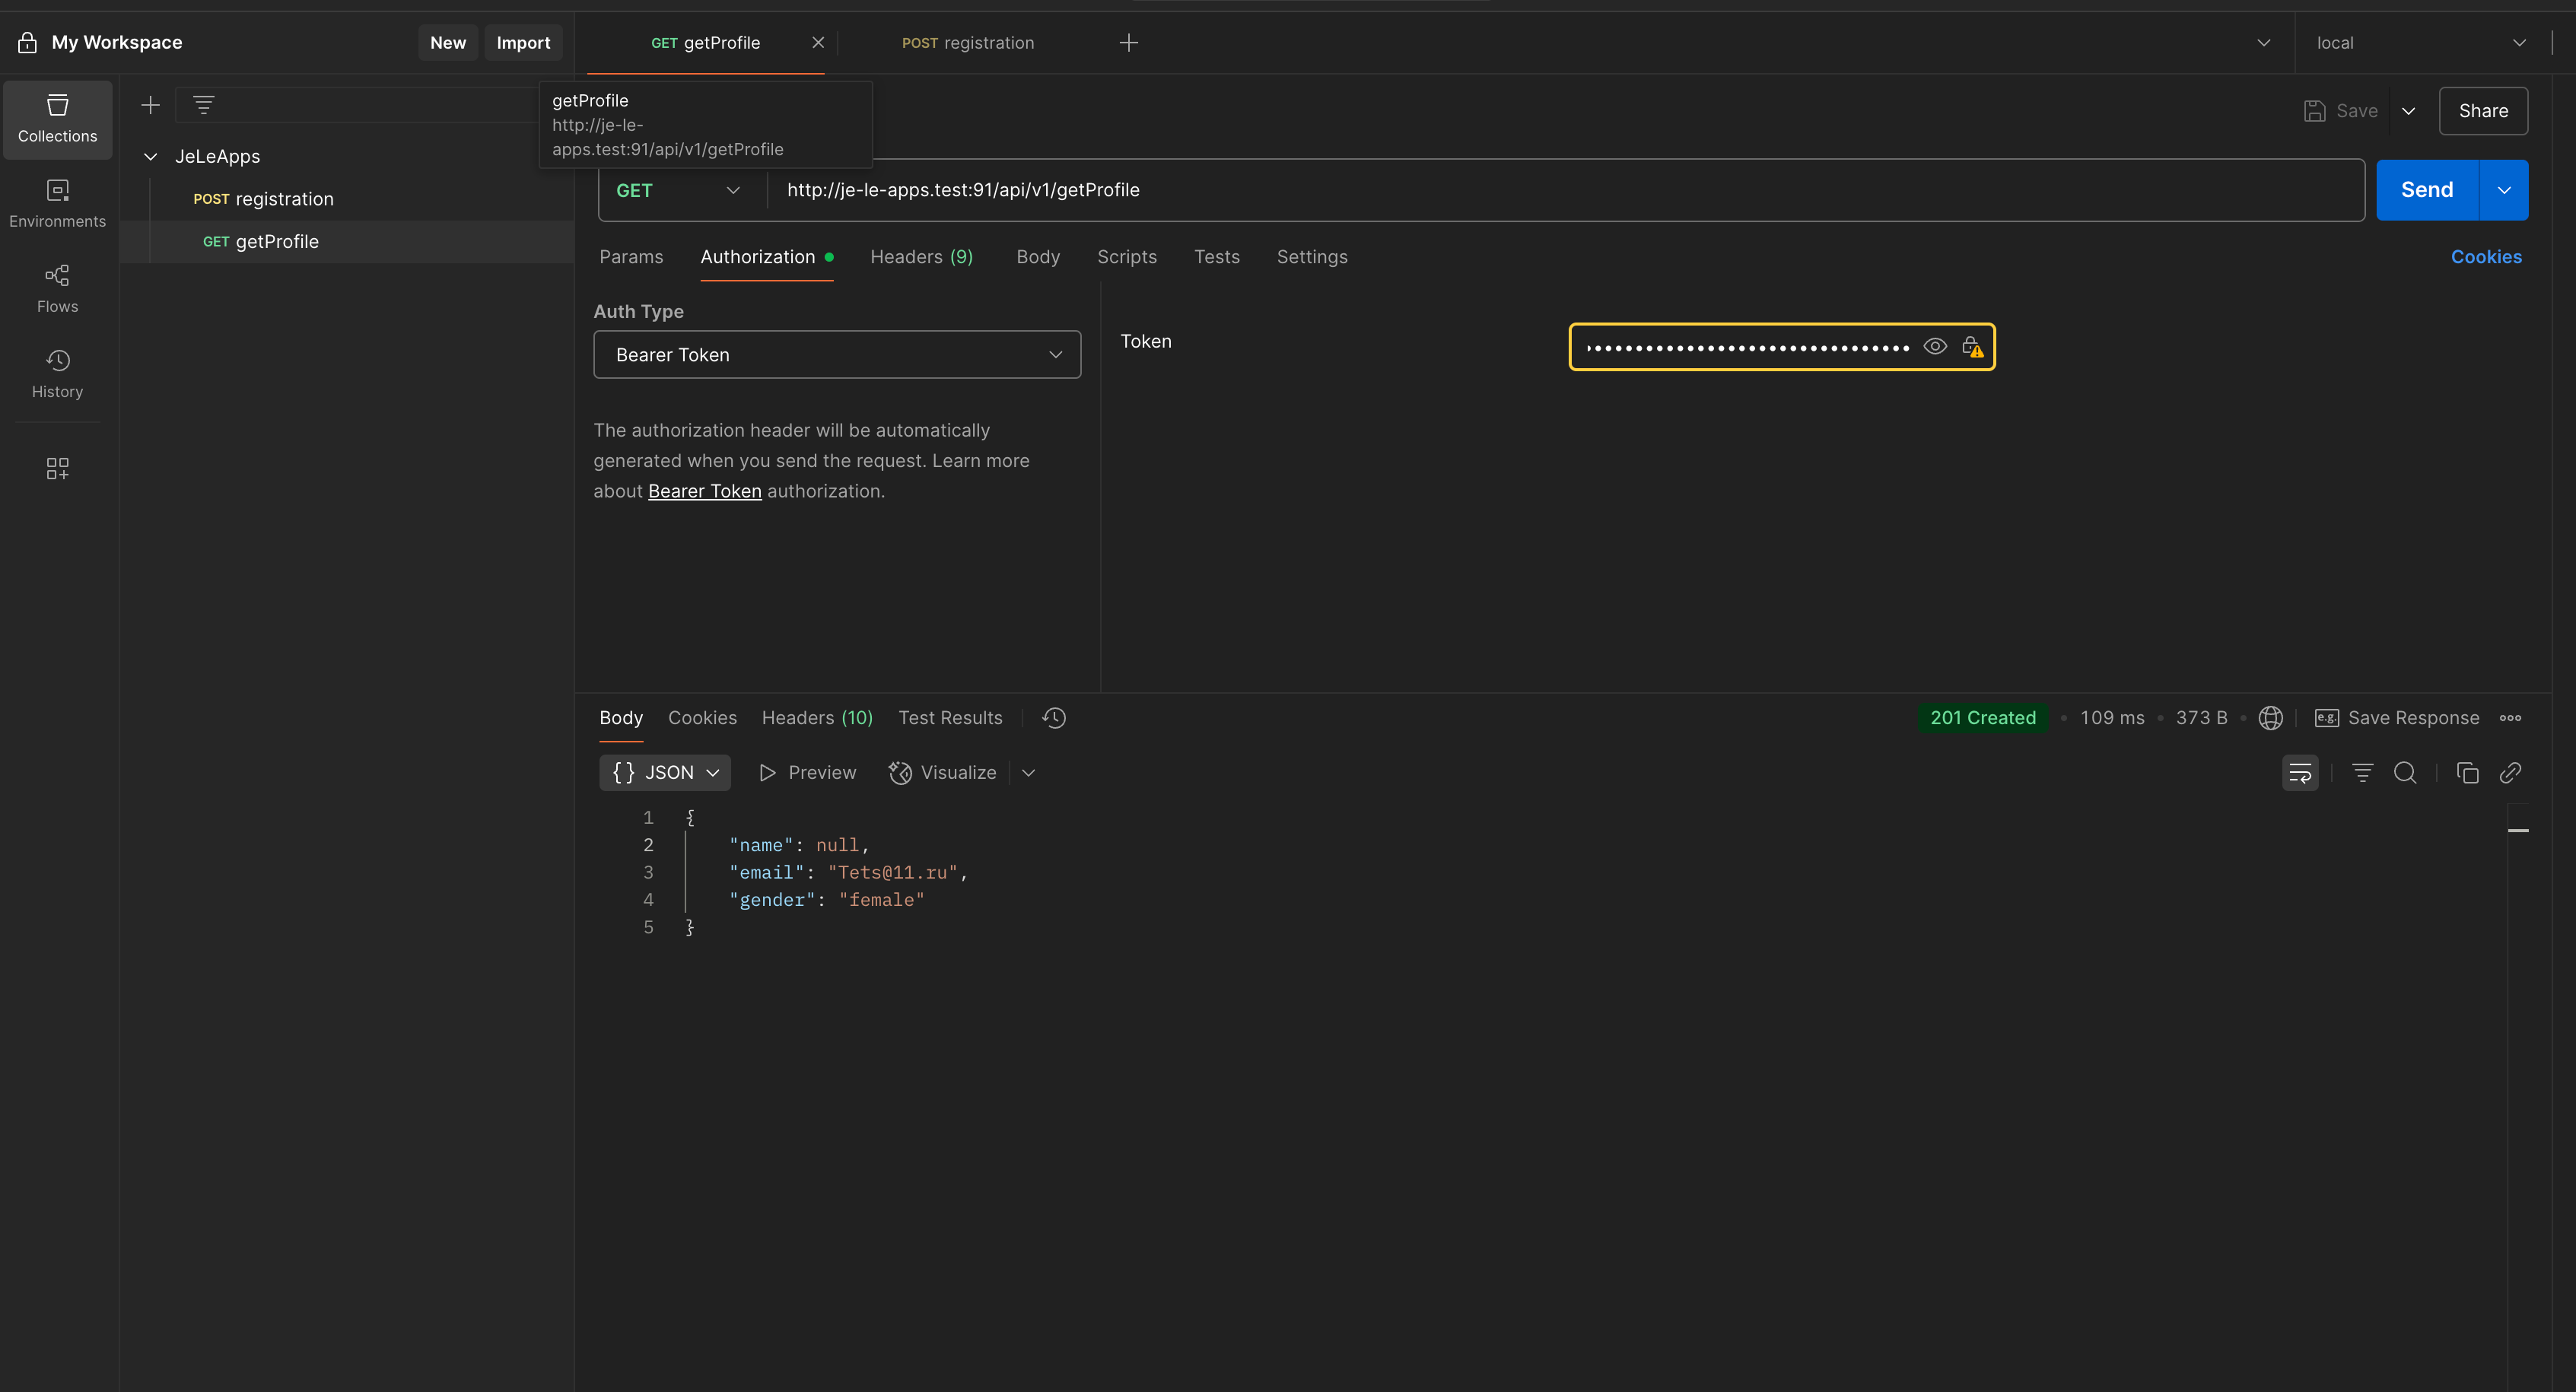 My Workspace
New
Import
GET getProfile
POST registration
local
Collections
Environments
Flows
History
JeLeApps
POST registration
GET getProfile
getProfile
http://je-le-
apps.test:91/api/v1/getProfile
Save
Share
GET
http://je-le-apps.test:91/api/v1/getProfile
Send
Params
Authorization
Headers (9)
Body
Scripts
Tests
Settings
Cookies
Auth Type
Bearer Token
The authorization header will be automatically
generated when you send the request. Learn more
about Bearer Token authorization.
Token
Body
Cookies
Headers (10)
Test Results
201 Created
109 ms
373 B
e.g.
Save Response
{} JSON
Preview
Visualize
1 {
2 "name": null,
3 "email": "Tets@11.ru",
4 "gender": "female"
5 }